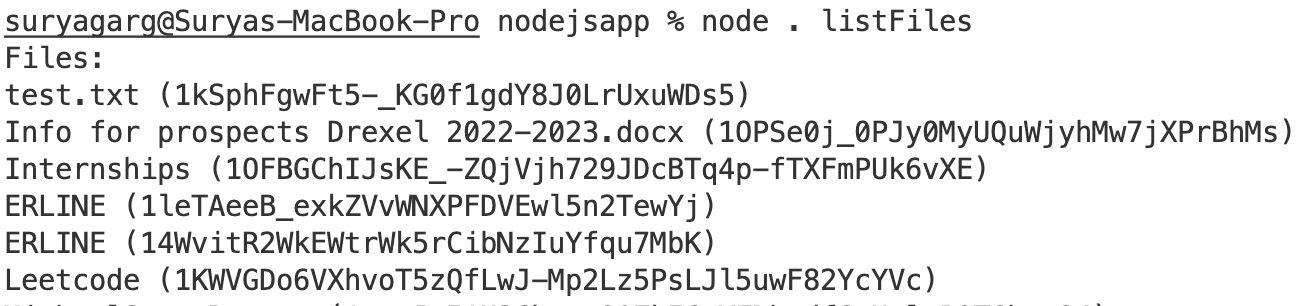 suryagarg@Suryas-MacBook-Pro nodejsapp % node . listFiles
Files:
test.txt (1kSphFgwFt5-_KG0f1gdY8J0LrUxuWDs5)
Info for prospects Drexel 2022-2023.docx (1OPSe0j_0PJy0MyUQuWjyhMw7jXPrBhMs)
Internships (1OFBGChIJsKE_-ZQjVjh729JDcBTq4p-fTXFmPUk6vXE)
ERLINE (1leTAeeB_exkZVvWNXPFDVEwl5n2TewYj)
ERLINE (14WvitR2WkEWtrWk5rCibNzIuYfqu7MbK)
Leetcode (1KWVGDo6VXhvoT5zQfLwJ-Mp2Lz5PsLJl5uwF82YcYVc)